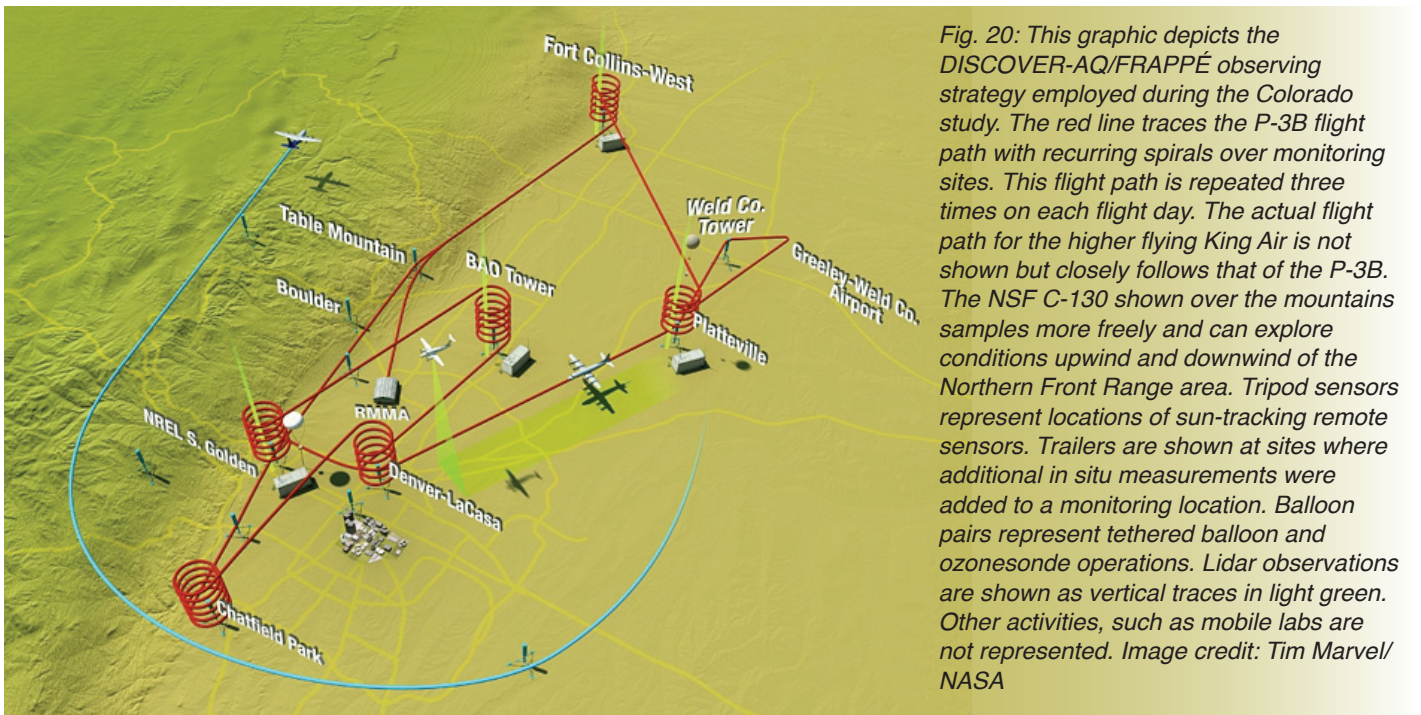 Fort Collins-West
Weld Co.
Tower
Table Mountain
BAO Tower
Greeley-Weld Co.
Airport
Boulder
Platteville
RMMA
NREL S. Golden
Denver-LaCasa
Chatfield Park
Fig. 20: This graphic depicts the
DISCOVER-AQ/FRAPPÉ observing
strategy employed during the Colorado
study. The red line traces the P-3B flight
path with recurring spirals over monitoring
sites. This flight path is repeated three
times on each flight day. The actual flight
path for the higher flying King Air is not
shown but closely follows that of the P-3B.
The NSF C-130 shown over the mountains
samples more freely and can explore
conditions upwind and downwind of the
Northern Front Range area. Tripod sensors
represent locations of sun-tracking remote
sensors. Trailers are shown at sites where
additional in situ measurements were
added to a monitoring location. Balloon
pairs represent tethered balloon and
ozonesonde operations. Lidar observations
are shown as vertical traces in light green.
Other activities, such as mobile labs are
not represented. Image credit: Tim Marvel/
NASA